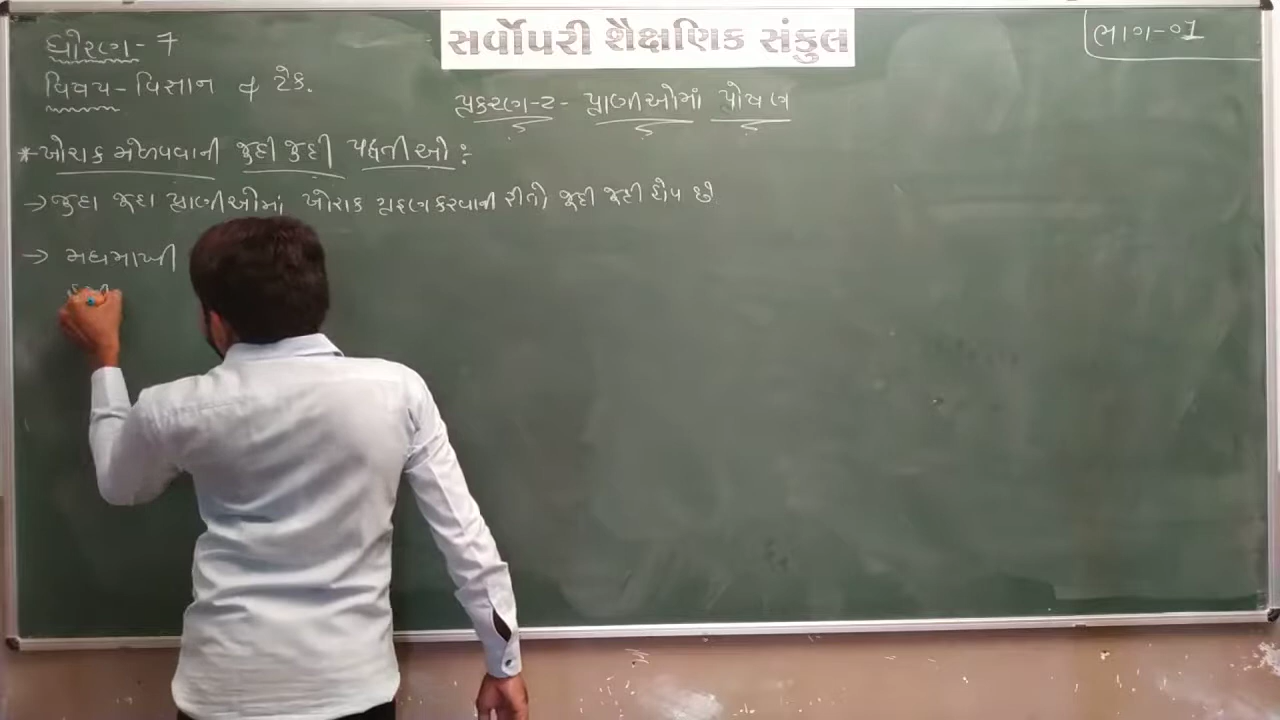 સર્વોપરી શૈક્ષણિક સંકુલ
ભાગ-01
ધોરણ - 7
વિષય - વિજ્ઞાન & ટેક.
પ્રકરણ-૨- પ્રાણીઓમાં પોષણ
* ખોરાક મેળવવાની જુદી જુદી પદ્ધતીઓ :
→ જુદા જુદા પ્રાણીઓમાં ખોરાક ગ્રહણ કરવાની રીતો જુદી જુદી હોય છે
→ મધમાખી